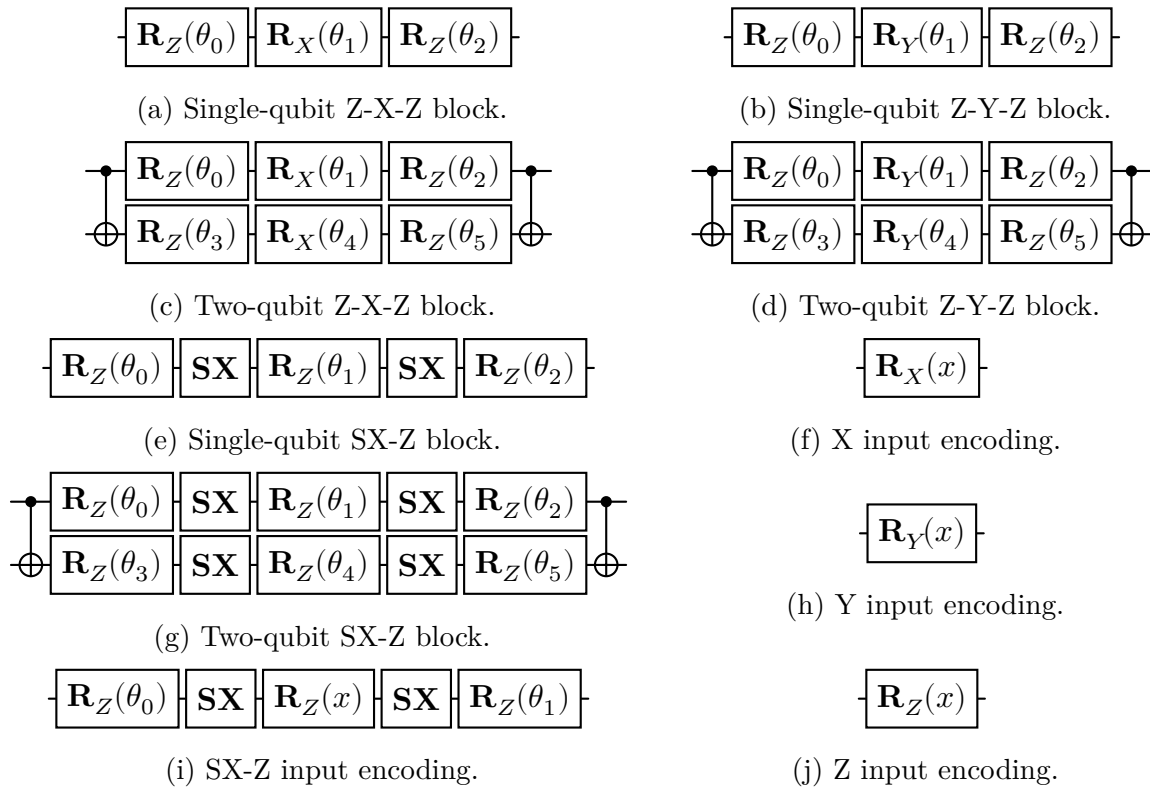 R_Z(θ_0) R_X(θ_1) R_Z(θ_2)
(a) Single-qubit Z-X-Z block.
R_Z(θ_0) R_Y(θ_1) R_Z(θ_2)
(b) Single-qubit Z-Y-Z block.
R_Z(θ_0) R_X(θ_1) R_Z(θ_2)
R_Z(θ_3) R_X(θ_4) R_Z(θ_5)
(c) Two-qubit Z-X-Z block.
R_Z(θ_0) R_Y(θ_1) R_Z(θ_2)
R_Z(θ_3) R_Y(θ_4) R_Z(θ_5)
(d) Two-qubit Z-Y-Z block.
R_Z(θ_0) SX R_Z(θ_1) SX R_Z(θ_2)
(e) Single-qubit SX-Z block.
R_X(x)
(f) X input encoding.
R_Z(θ_0) SX R_Z(θ_1) SX R_Z(θ_2)
R_Z(θ_3) SX R_Z(θ_4) SX R_Z(θ_5)
(g) Two-qubit SX-Z block.
R_Y(x)
(h) Y input encoding.
R_Z(θ_0) SX R_Z(x) SX R_Z(θ_1)
(i) SX-Z input encoding.
R_Z(x)
(j) Z input encoding.